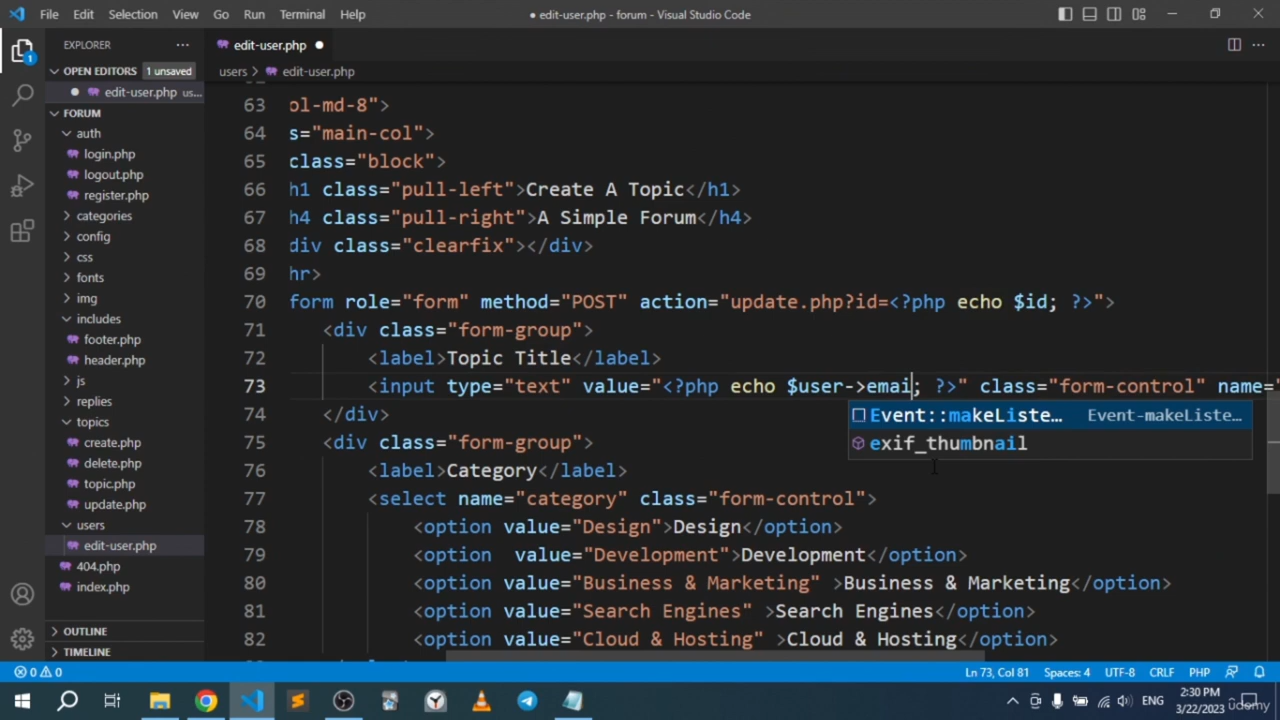 File Edit Selection View Go Run Terminal Help
● edit-user.php - forum - Visual Studio Code
EXPLORER
OPEN EDITORS 1 unsaved
edit-user.php us...
FORUM
auth
login.php
logout.php
register.php
categories
config
css
fonts
img
includes
footer.php
header.php
js
replies
topics
create.php
delete.php
topic.php
update.php
users
edit-user.php
404.php
index.php
OUTLINE
TIMELINE
edit-user.php ●
users > edit-user.php
63 ol-md-8">
64 s="main-col">
65 class="block">
66 h1 class="pull-left">Create A Topic</h1>
67 h4 class="pull-right">A Simple Forum</h4>
68 div class="clearfix"></div>
69 hr>
70 form role="form" method="POST" action="update.php?id=<?php echo $id; ?>">
71 <div class="form-group">
72 <label>Topic Title</label>
73 <input type="text" value="<?php echo $user->emai; ?>" class="form-control" name="
Event::makeListe… Event-makeListe…
exif_thumbnail
74 </div>
75 <div class="form-group">
76 <label>Category</label>
77 <select name="category" class="form-control">
78 <option value="Design">Design</option>
79 <option  value="Development">Development</option>
80 <option value="Business & Marketing" >Business & Marketing</option>
81 <option value="Search Engines" >Search Engines</option>
82 <option value="Cloud & Hosting" >Cloud & Hosting</option>
0 0 Ln 73, Col 81 Spaces: 4 UTF-8 CRLF PHP
ENG
2:30 PM
3/22/2023
udemy
1